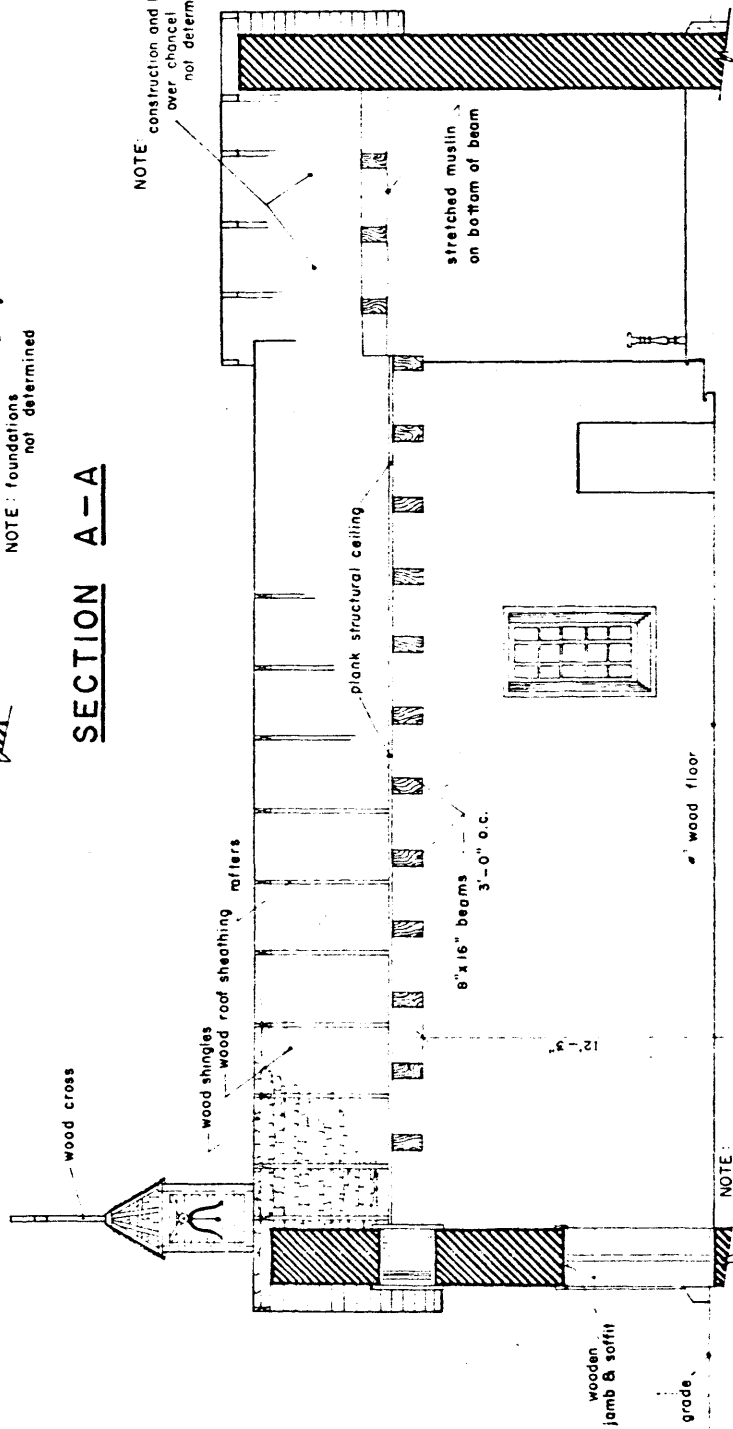 NOTE: foundations
not determined
SECTION A-A
NOTE:
construction and
over chancel
not determ
wood cross
wood shingles
wood roof sheathing
rafters
plank structural ceiling
stretched muslin
on bottom of beam
8"x16" beams
3'-0" o.c.
12'-3"
wood floor
wooden
jamb & soffit
grade
NOTE: